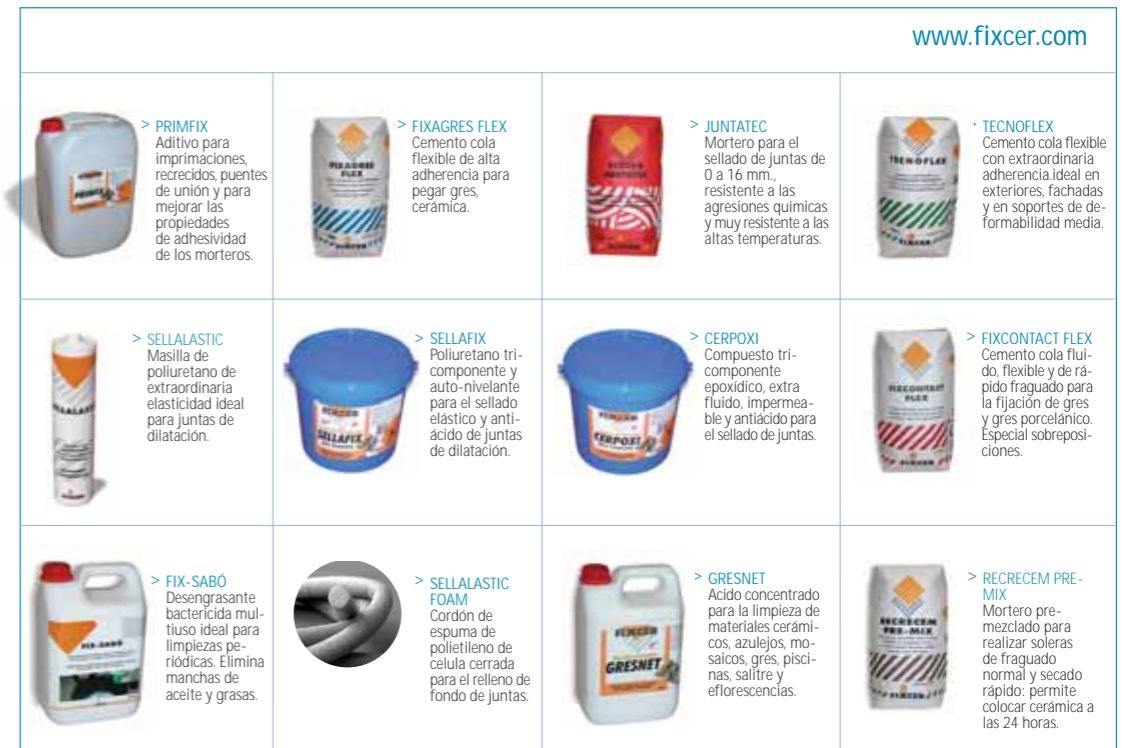 www.fixcer.com
> PRIMFIX
Aditivo para
imprimaciones,
recrecidos, puentes
de unión y para
mejorar las
propiedades
de adhesividad
de los morteros.
PRIMFIX
> FIXAGRES FLEX
Cemento cola
flexible de alta
adherencia para
pegar gres,
cerámica.
FIXAGRES
FLEX
FIXCER
> JUNTATEC
Mortero para el
sellado de juntas de
0 a 16 mm.,
resistente a las
agresiones químicas
y muy resistente a las
altas temperaturas.
> TECNOFLEX
Cemento cola flexible
con extraordinaria
adherencia.ideal en
exteriores, fachadas
y en soportes de de-
formabilidad media.
TECNOFLEX
FIXCER
> SELLALASTIC
Masilla de
poliuretano de
extraordinaria
elasticidad ideal
para juntas de
dilatación.
SELLALASTIC
> SELLAFIX
Poliuretano tri-
componente y
auto-nivelante
para el sellado
elástico y anti-
ácido de juntas
de dilatación.
FIXCER
SELLAFIX
> CERPOXI
Compuesto tri-
componente
epoxídico, extra
fluido, impermea-
ble y antiácido para
el sellado de juntas.
FIXCER
CERPOXI
> FIXCONTACT FLEX
Cemento cola flui-
do, flexible y de rá-
pido fraguado para
la fijación de gres
y gres porcelánico.
Especial sobreposi-
ciones.
FIXCONTACT
FLEX
FIXCER
> FIX-SABÓ
Desengrasante
bactericida mul-
tiuso ideal para
limpiezas pe-
riódicas. Elimina
manchas de
aceite y grasas.
FIX-SABÓ
> SELLALASTIC
FOAM
Cordón de
espuma de
polietileno de
celula cerrada
para el relleno de
fondo de juntas.
> GRESNET
Acido concentrado
para la limpieza de
materiales cerámi-
cos, azulejos, mo-
saicos, gres, pisci-
nas, salitre y
eflorescencias.
FIXCER
GRESNET
> RECRECEM PRE-
MIX
Mortero pre-
mezclado para
realizar soleras
de fraguado
normal y secado
rápido: permite
colocar cerámica a
las 24 horas.
RECRECEM
PRE-MIX
FIXCER